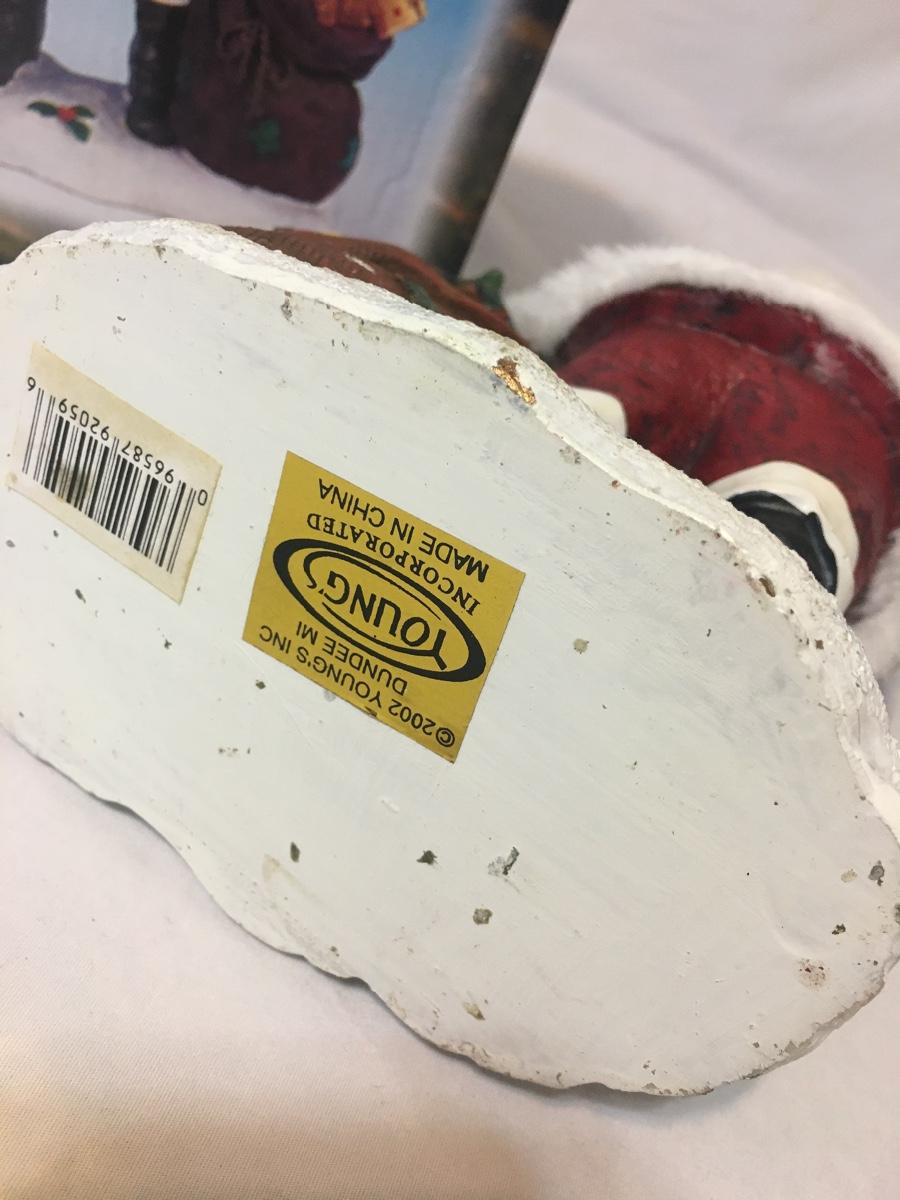 ©2002 YOUNG'S INC
DUNDEE MI
YOUNG'S
INCORPORATED
MADE IN CHINA
0 96587 92059 6